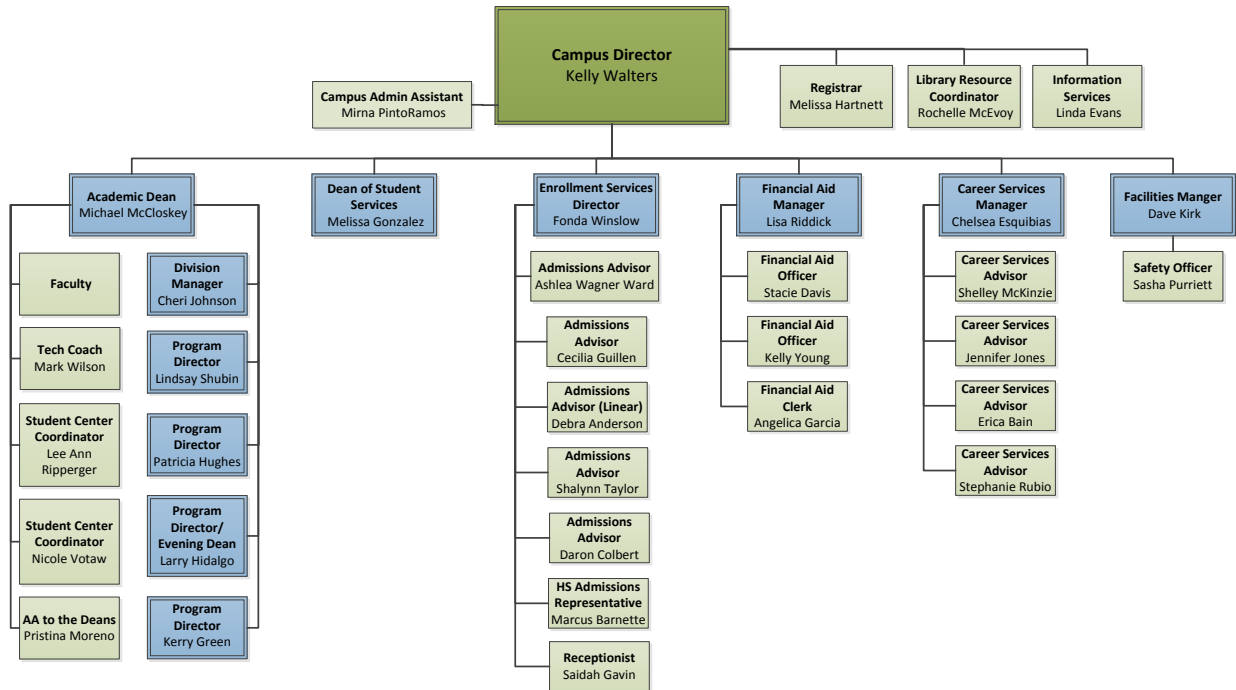 Campus Director
Kelly Walters
Campus Admin Assistant
Mirna PintoRamos
Registrar
Melissa Hartnett
Library Resource
Coordinator
Rochelle McEvoy
Information
Services
Linda Evans
Academic Dean
Michael McCloskey
Dean of Student
Services
Melissa Gonzalez
Enrollment Services
Director
Fonda Winslow
Financial Aid
Manager
Lisa Riddick
Career Services
Manager
Chelsea Esquibias
Facilities Manger
Dave Kirk
Faculty
Tech Coach
Mark Wilson
Student Center
Coordinator
Lee Ann
Ripperger
Student Center
Coordinator
Nicole Votaw
AA to the Deans
Pristina Moreno
Division
Manager
Cheri Johnson
Program
Director
Lindsay Shubin
Program
Director
Patricia Hughes
Program
Director/
Evening Dean
Larry Hidalgo
Program
Director
Kerry Green
Admissions Advisor
Ashlea Wagner Ward
Admissions
Advisor
Cecilia Guillen
Admissions
Advisor (Linear)
Debra Anderson
Admissions
Advisor
Shalynn Taylor
Admissions
Advisor
Daron Colbert
HS Admissions
Representative
Marcus Barnette
Receptionist
Saidah Gavin
Financial Aid
Officer
Stacie Davis
Financial Aid
Officer
Kelly Young
Financial Aid
Clerk
Angelica Garcia
Career Services
Advisor
Shelley McKinzie
Career Services
Advisor
Jennifer Jones
Career Services
Advisor
Erica Bain
Career Services
Advisor
Stephanie Rubio
Safety Officer
Sasha Purriett